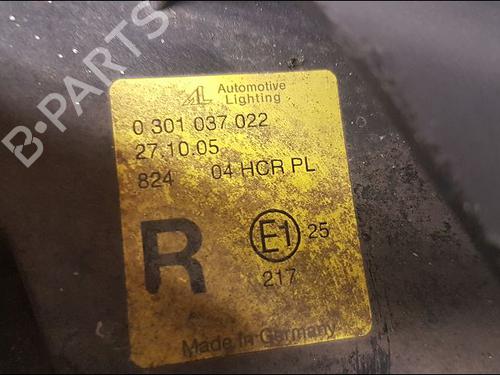 B-PARTS
AL Automotive
Lighting
0 301 037 022
27.10.05
824 04 HCR PL
R E1 25
217
Made in Germany